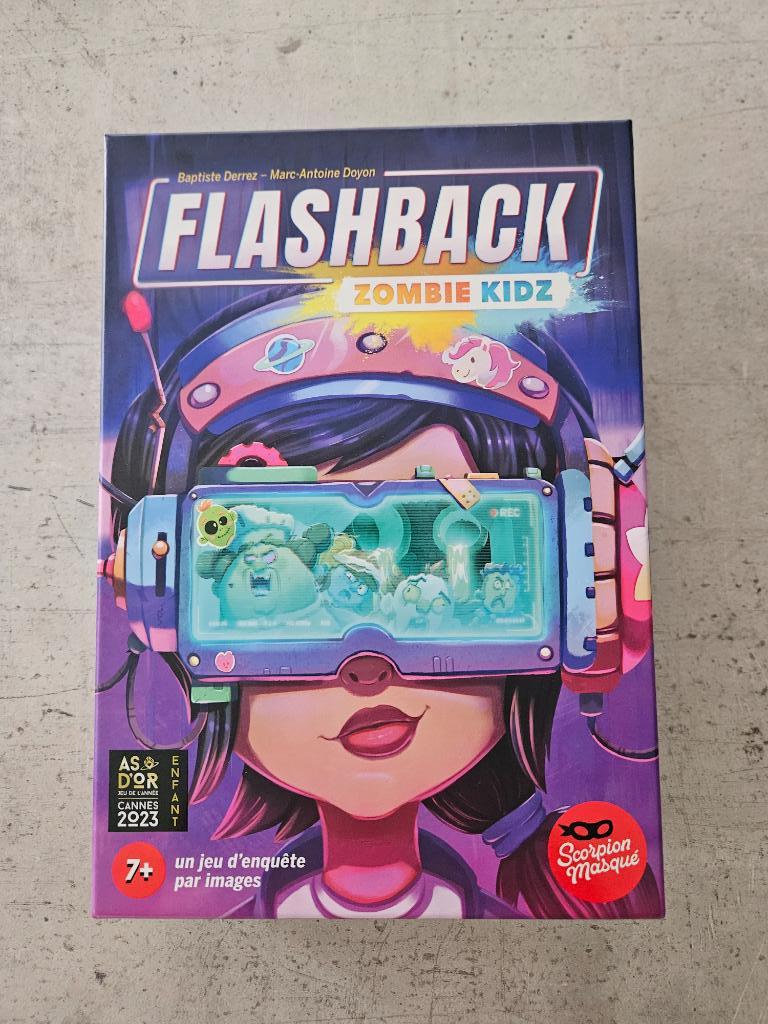 Baptiste Derrez – Marc-Antoine Doyon
FLASHBACK
ZOMBIE KIDZ
REC
AS
D'OR
JEU DE L'ANNÉE
CANNES
2023
ENFANT
7+
un jeu d'enquête
par images
Scorpion
Masqué